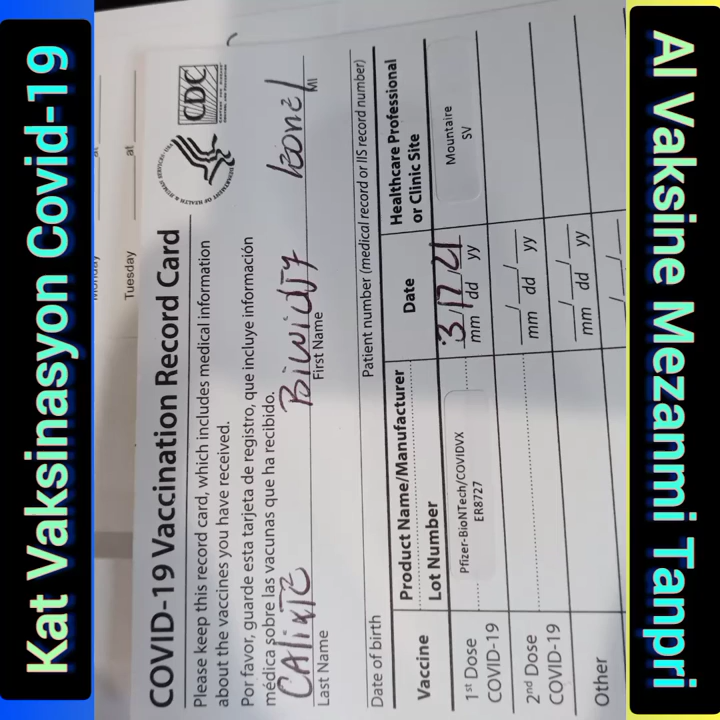 Kat Vaksinasyon Covid-19
Monday
at
Tuesday
at
COVID-19 Vaccination Record Card
CDC
Please keep this record card, which includes medical information
about the vaccines you have received.
Por favor, guarde esta tarjeta de registro, que incluye información
médica sobre las vacunas que ha recibido.
CAlixTE
Last Name
First Name
MI
Date of birth
Patient number (medical record or IIS record number)
Vaccine
Product Name/Manufacturer
Lot Number
Date
Healthcare Professional
or Clinic Site
1st Dose
COVID-19
Pfizer-BioNTech/COVIDVX
ER8727
3/17/21
mm dd yy
Mountaire
SV
2nd Dose
COVID-19
mm dd yy
Other
mm dd yy
Al Vaksine Mezanmi Tanpri